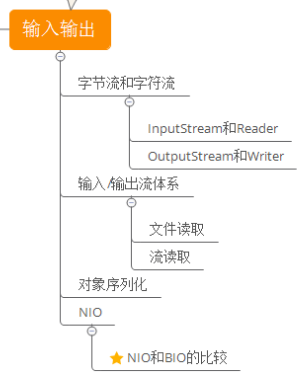 输入输出
字节流和字符流
InputStream和Reader
OutputStream和Writer
输入/输出流体系
文件读取
流读取
对象序列化
NIO
NIO和BIO的比较